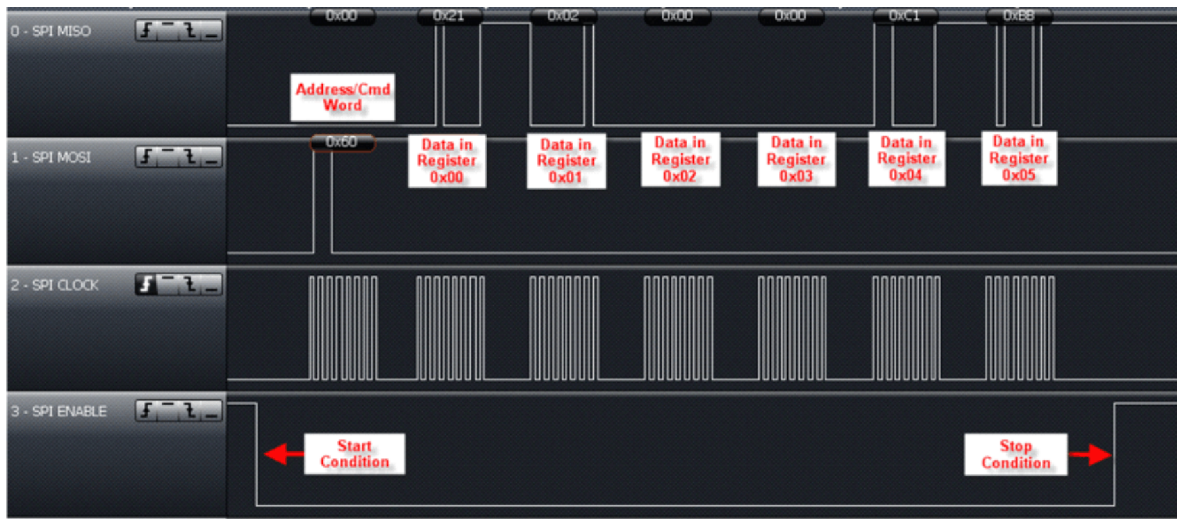 0x00 0x21 0x02 0x00 0x00 0xC1 0xBB
0 - SPI MISO
Address/Cmd
Word
0x60
1 - SPI MOSI
Data in
Register
0x00
Data in
Register
0x01
Data in
Register
0x02
Data in
Register
0x03
Data in
Register
0x04
Data in
Register
0x05
2 - SPI CLOCK
3 - SPI ENABLE
Start
Condition
Stop
Condition